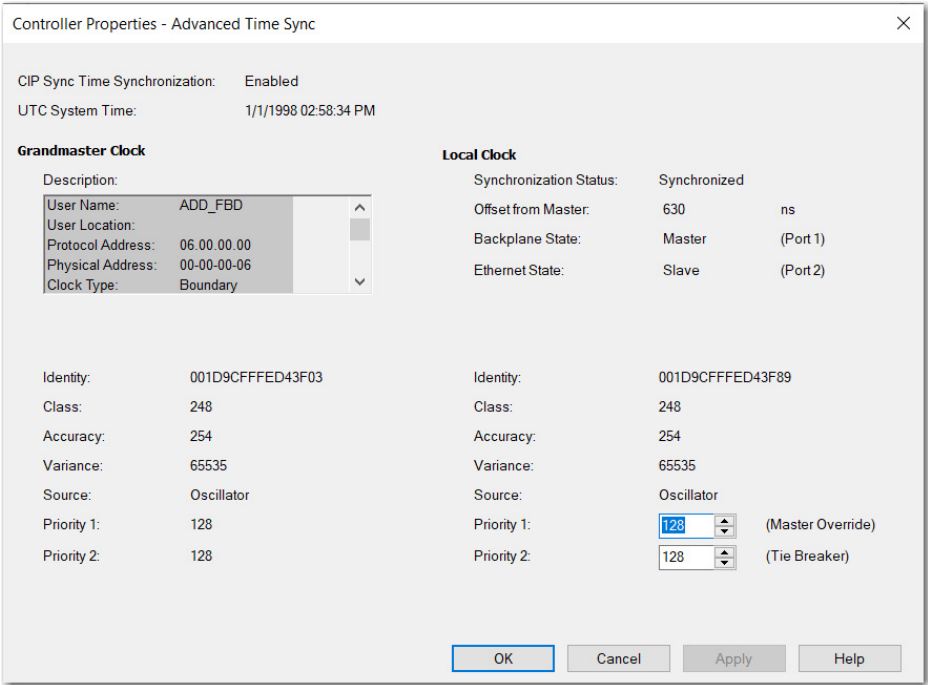 Controller Properties - Advanced Time Sync
CIP Sync Time Synchronization: Enabled
UTC System Time: 1/1/1998 02:58:34 PM
Grandmaster Clock
Description:
User Name: ADD_FBD
User Location:
Protocol Address: 06.00.00.00
Physical Address: 00-00-00-06
Clock Type: Boundary
Identity: 001D9CFFFED43F03
Class: 248
Accuracy: 254
Variance: 65535
Source: Oscillator
Priority 1: 128
Priority 2: 128
Local Clock
Synchronization Status: Synchronized
Offset from Master: 630 ns
Backplane State: Master (Port 1)
Ethernet State: Slave (Port 2)
Identity: 001D9CFFFED43F89
Class: 248
Accuracy: 254
Variance: 65535
Source: Oscillator
Priority 1: 128 (Master Override)
Priority 2: 128 (Tie Breaker)
OK Cancel Apply Help